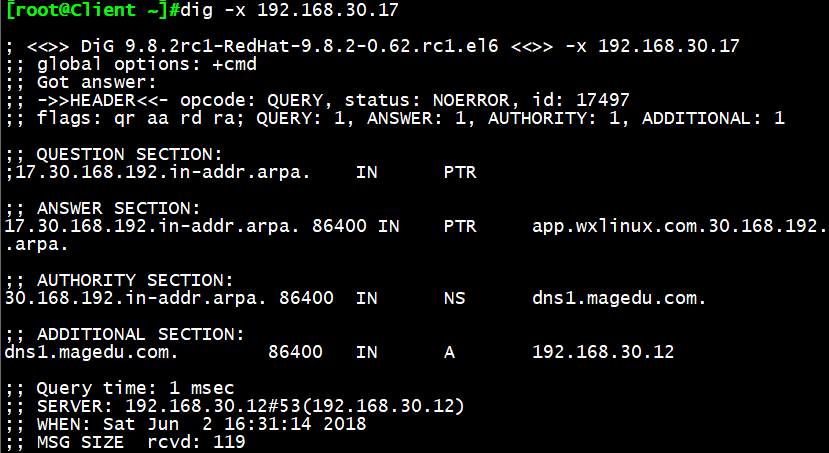 [root@Client ~]#dig -x 192.168.30.17

; <<>> DiG 9.8.2rc1-RedHat-9.8.2-0.62.rc1.el6 <<>> -x 192.168.30.17
;; global options: +cmd
;; Got answer:
;; ->>HEADER<<- opcode: QUERY, status: NOERROR, id: 17497
;; flags: qr aa rd ra; QUERY: 1, ANSWER: 1, AUTHORITY: 1, ADDITIONAL: 1

;; QUESTION SECTION:
;17.30.168.192.in-addr.arpa.    IN      PTR

;; ANSWER SECTION:
17.30.168.192.in-addr.arpa. 86400 IN    PTR     app.wxlinux.com.30.168.192.
.arpa.

;; AUTHORITY SECTION:
30.168.192.in-addr.arpa. 86400  IN      NS      dns1.magedu.com.

;; ADDITIONAL SECTION:
dns1.magedu.com.        86400   IN      A       192.168.30.12

;; Query time: 1 msec
;; SERVER: 192.168.30.12#53(192.168.30.12)
;; WHEN: Sat Jun  2 16:31:14 2018
;; MSG SIZE  rcvd: 119